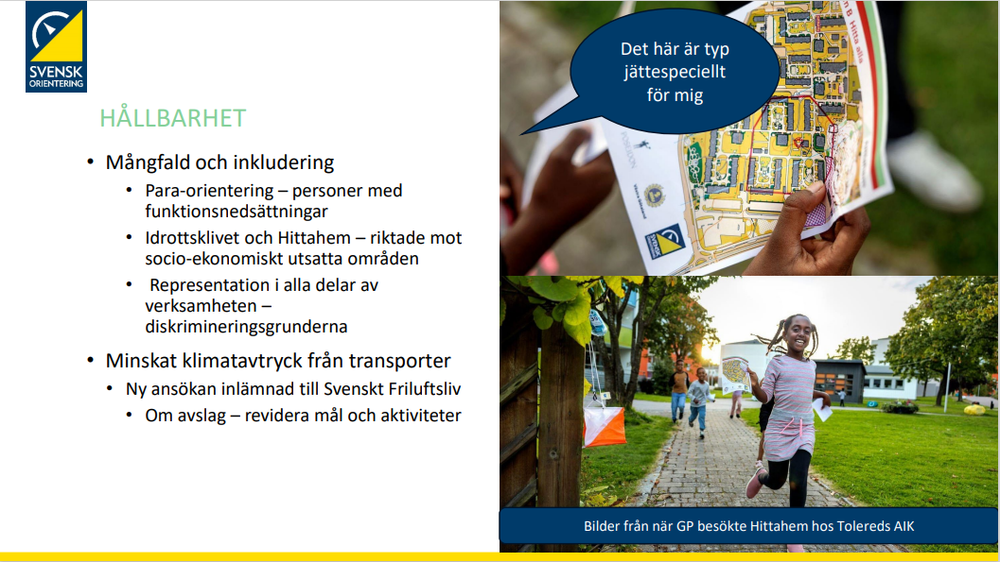 SVENSK
ORIENTERING
HÅLLBARHET
• Mångfald och inkludering
• Para-orientering – personer med
funktionsnedsättningar
• Idrottsklivet och Hittahem – riktade mot
socio-ekonomiskt utsatta områden
• Representation i alla delar av
verksamheten –
diskrimineringsgrunderna
• Minskat klimatavtryck från transporter
• Ny ansökan inlämnad till Svenskt Friluftsliv
• Om avslag – revidera mål och aktiviteter
Det här är typ
jättespeciellt
för mig
Hitta alla
SVENSK
Bilder från när GP besökte Hittahem hos Tolereds AIK